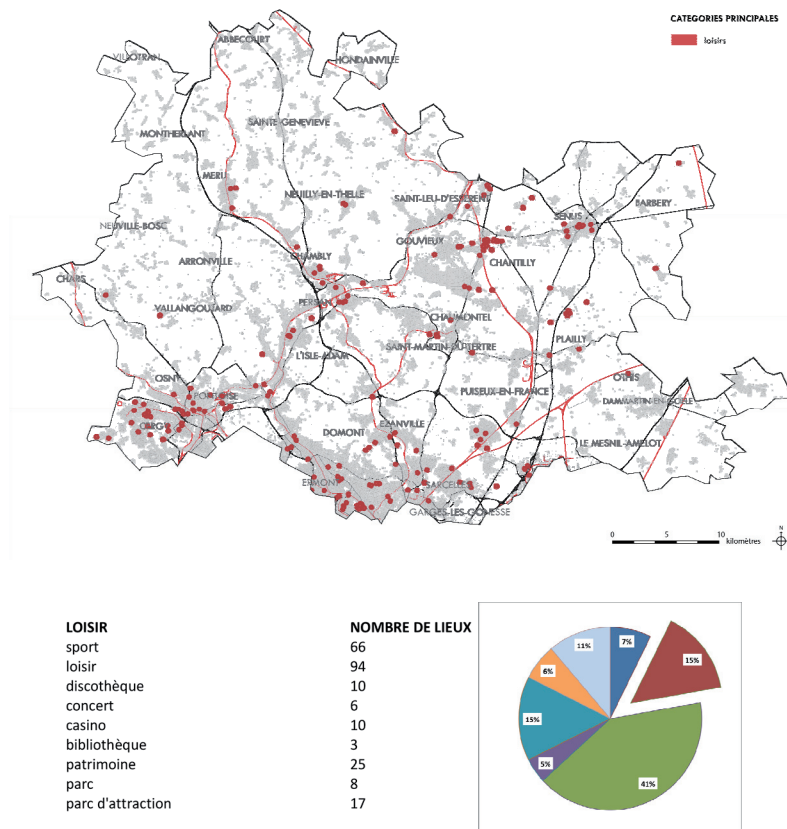 CATEGORIES PRINCIPALES
loisirs
ABBECOURT
VILLOTRAN
HONDAINVILLE
SAINTE-GENEVIEVE
MONTHERLANT
MERU
NEUILLY-EN-THELLE
SAINT-LEU-D'ESSERENT
BARBERY
SENLIS
NEUVILLE-BOSC
GOUVIEUX
CHAMBLY
ARRONVILLE
CHANTILLY
CHARS
PERSAN
VALLANGOUJARD
CHAUMONTEL
SAINT-MARTIN-DU-TERTRE
PLAILLY
L'ISLE-ADAM
OSNY
OTHIS
PONTOISE
PUISEUX-EN-FRANCE
DAMMARTIN-EN-GOELE
CERGY
EZANVILLE
DOMONT
LE MESNIL-AMELOT
ERMONT
SARCELLES
GARGES-LES-GONESSE
N
0 5 10 kilomètres
LOISIR NOMBRE DE LIEUX
sport 66
loisir 94
discothèque 10
concert 6
casino 10
bibliothèque 3
patrimoine 25
parc 8
parc d'attraction 17
7%
15%
41%
5%
15%
6%
11%